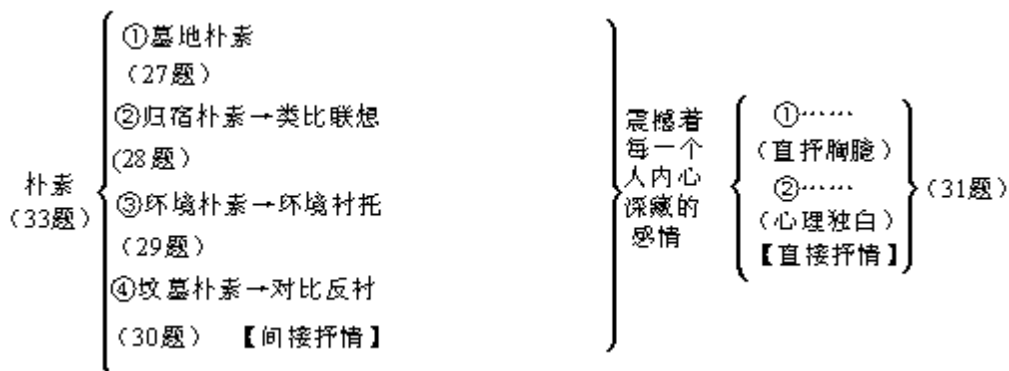 朴素
（33题）
①墓地朴素
（27题）
②归宿朴素→类比联想
(28题）
③环境朴素→环境衬托
（29题）
④坟墓朴素→对比反衬
（30题） 【间接抒情】
震撼着
每一个
人内心
深藏的
感情
①……
（直抒胸臆）
②……
（心理独白）
【直接抒情】
（31题）